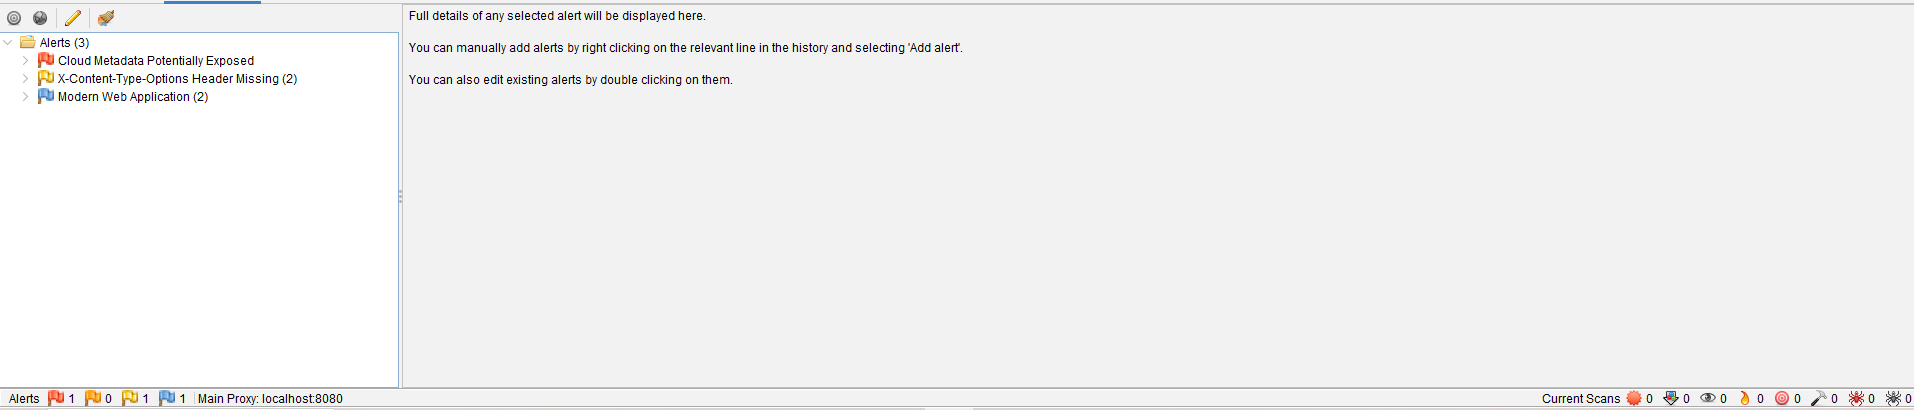 Alerts (3)
Cloud Metadata Potentially Exposed
X-Content-Type-Options Header Missing (2)
Modern Web Application (2)
Full details of any selected alert will be displayed here.
You can manually add alerts by right clicking on the relevant line in the history and selecting 'Add alert'.
You can also edit existing alerts by double clicking on them.
Alerts 1 0 1 1 Main Proxy: localhost:8080 Current Scans 0 0 0 0 0 0 0 0